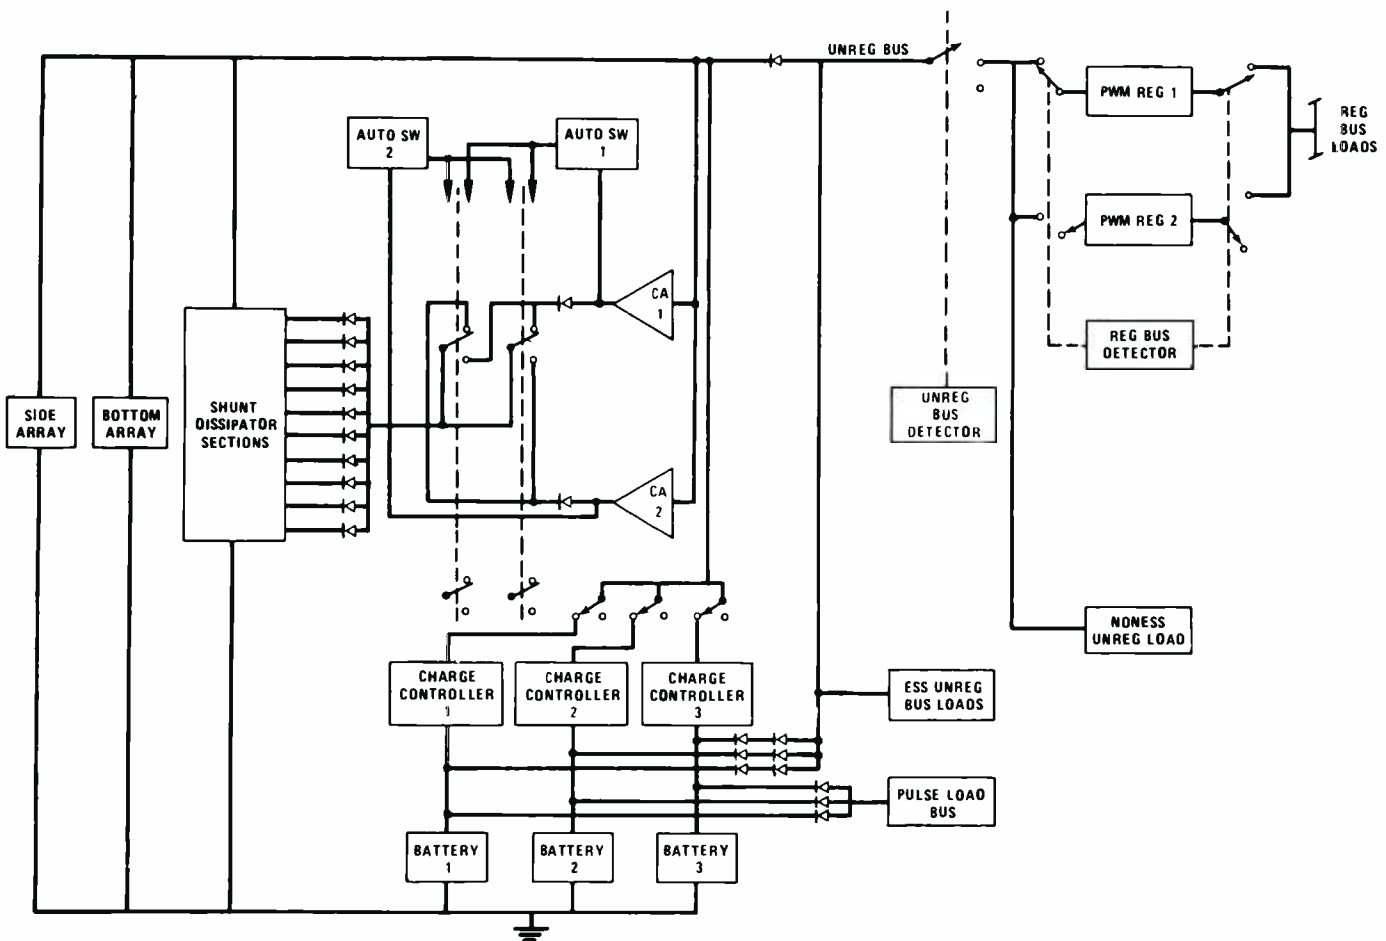 UNREG BUS
PWM REG 1
REG
BUS
LOADS
AUTO SW
2
AUTO SW
1
PWM REG 2
CA
1
REG BUS
DETECTOR
SIDE
ARRAY
BOTTOM
ARRAY
SHUNT
DISSIPATOR
SECTIONS
UNREG
BUS
DETECTOR
CA
2
NONESS
UNREG LOAD
CHARGE
CONTROLLER
1
CHARGE
CONTROLLER
2
CHARGE
CONTROLLER
3
ESS UNREG
BUS LOADS
PULSE LOAD
BUS
BATTERY
1
BATTERY
2
BATTERY
3